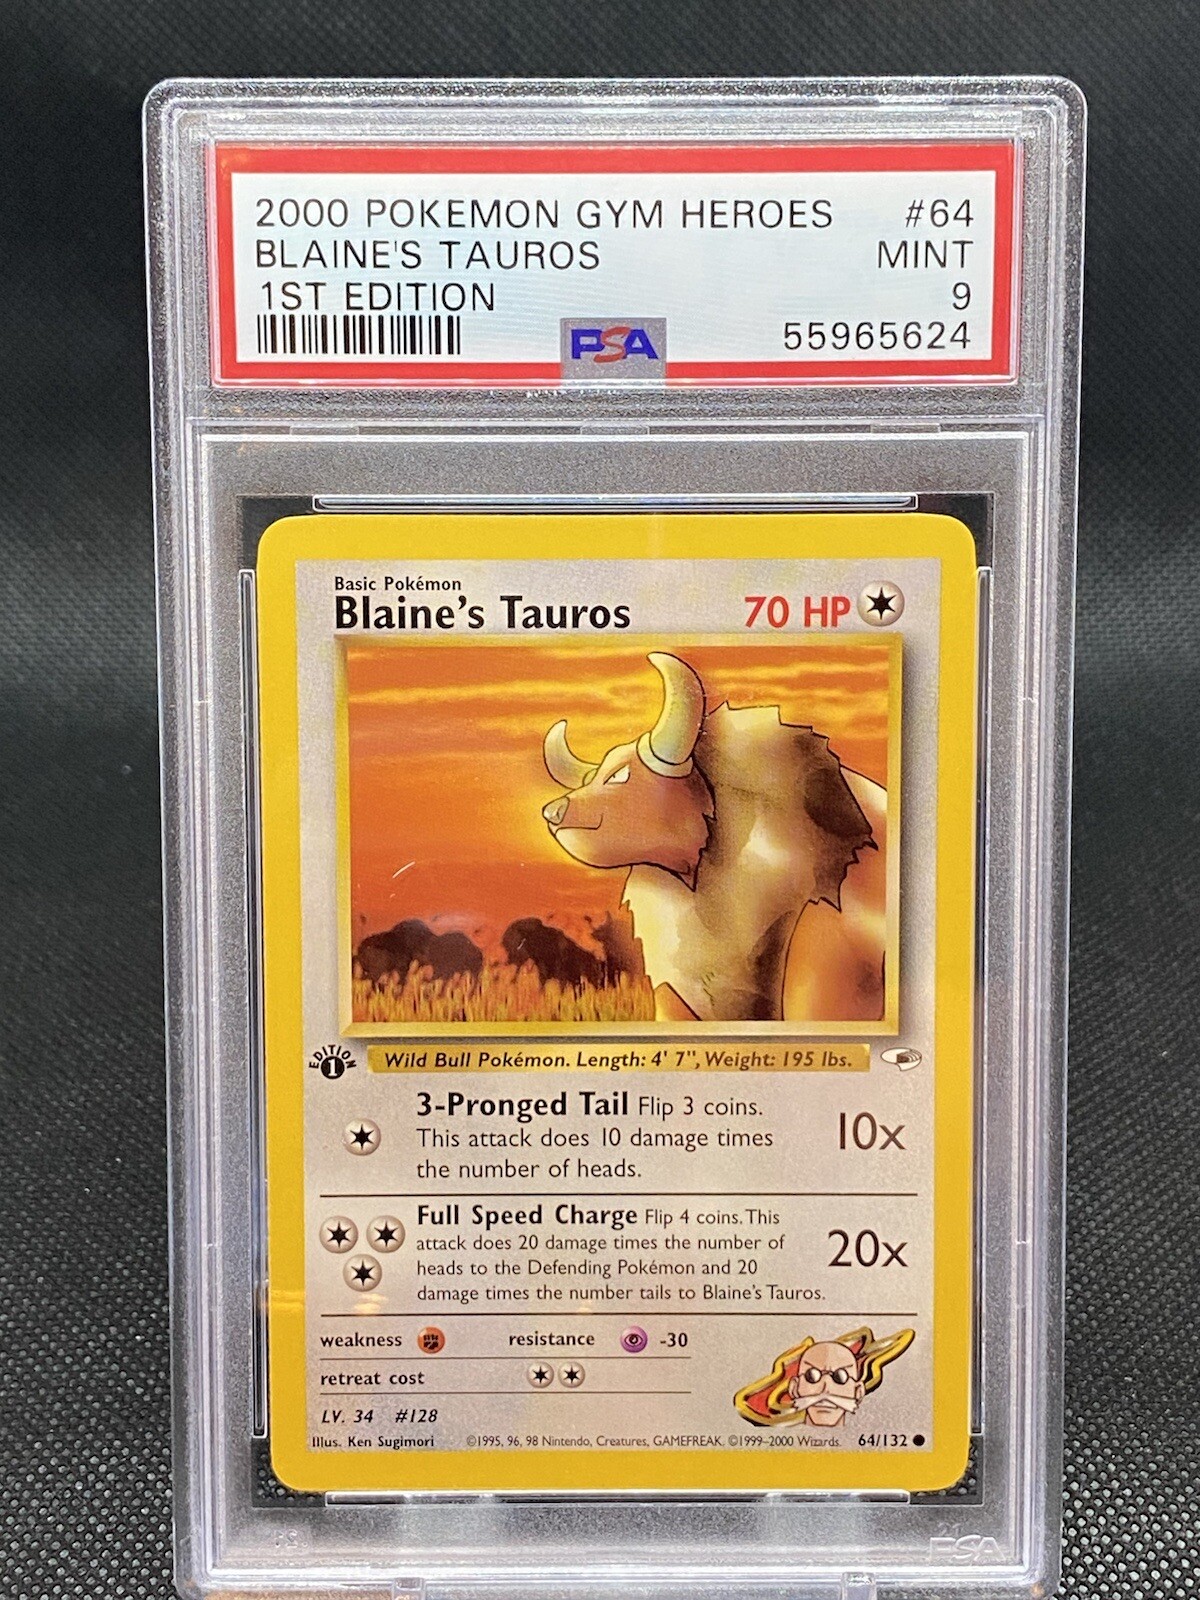 2000 POKEMON GYM HEROES #64
BLAINE'S TAUROS MINT
1ST EDITION 9
PSA 55965624
Basic Pokémon
Blaine's Tauros 70 HP
EDITION 1
Wild Bull Pokémon. Length: 4' 7", Weight: 195 lbs.
3-Pronged Tail Flip 3 coins.
This attack does 10 damage times
the number of heads.
10x
Full Speed Charge Flip 4 coins. This
attack does 20 damage times the number of
heads to the Defending Pokémon and 20
damage times the number tails to Blaine's Tauros.
20x
weakness resistance -30
retreat cost
LV. 34 #128
Illus. Ken Sugimori ©1995, 96, 98 Nintendo, Creatures, GAMEFREAK. ©1999-2000 Wizards. 64/132
PSA